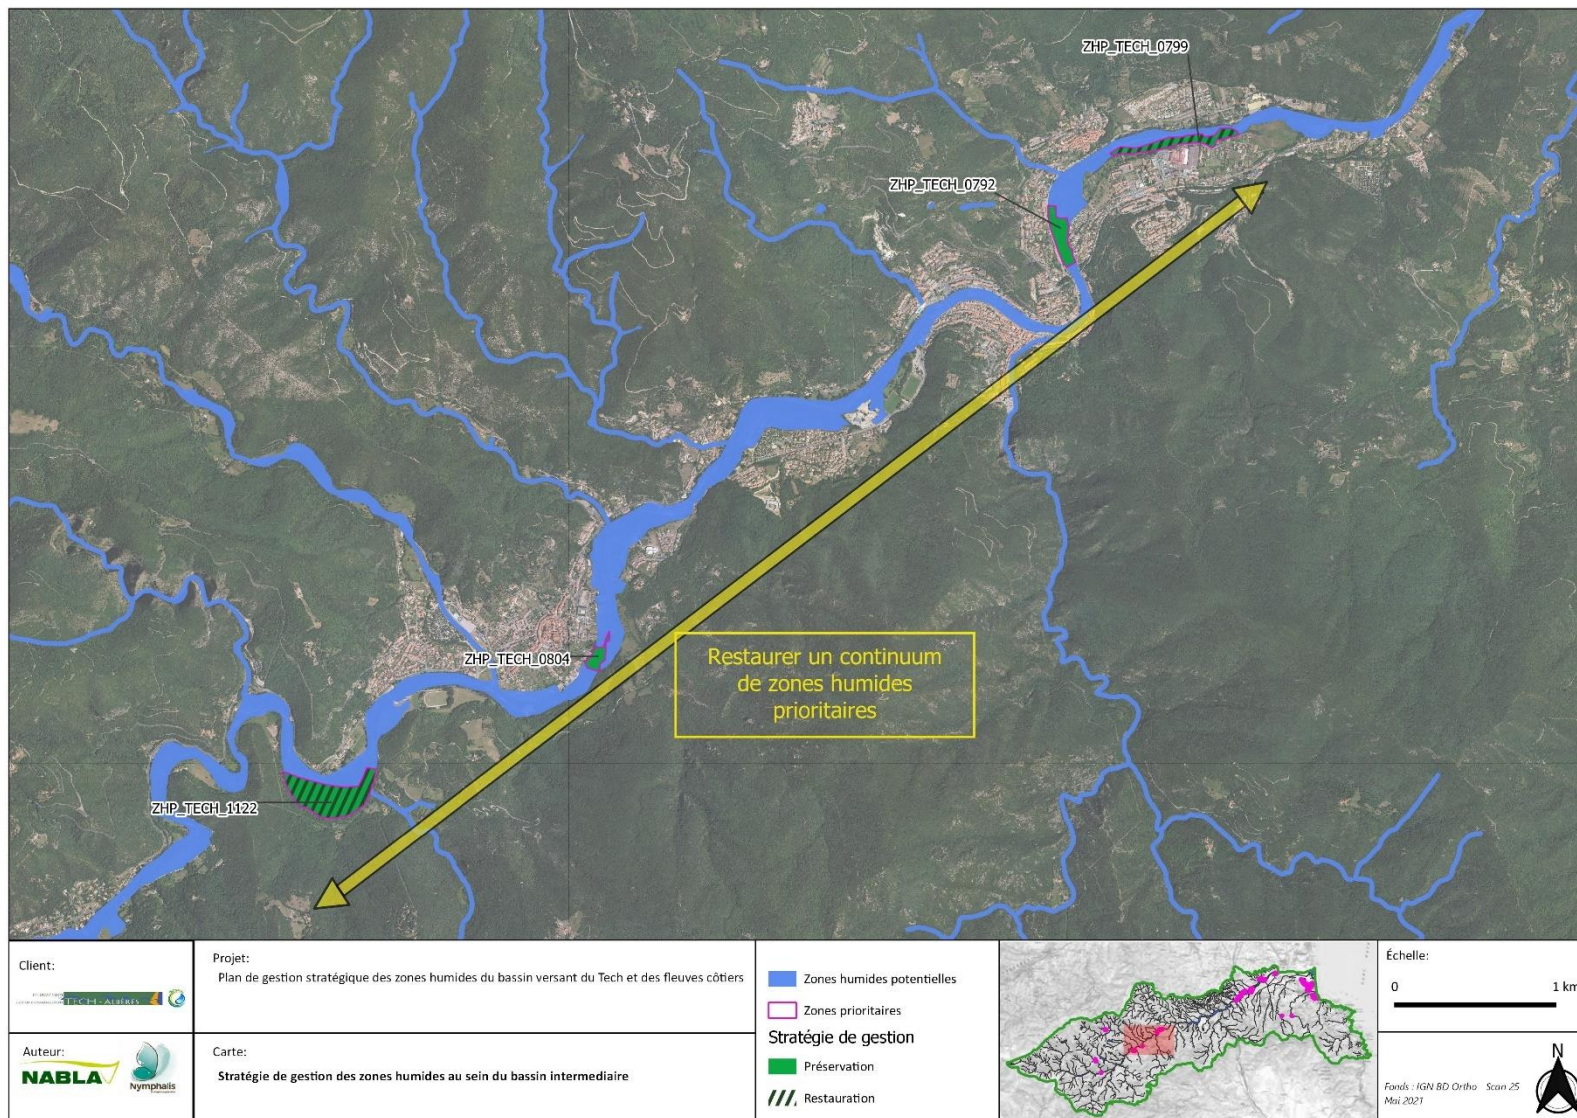 ZHP_TECH_0799
ZHP_TECH_0792
ZHP_TECH_0804
Restaurer un continuum
de zones humides
prioritaires
ZHP_TECH_1122
Client:
TECH - ALBÈRES
Projet:
Plan de gestion stratégique des zones humides du bassin versant du Tech et des fleuves côtiers
Auteur:
NABLA
Nymphalis
Carte:
Stratégie de gestion des zones humides au sein du bassin intermediaire
Zones humides potentielles
Zones prioritaires
Stratégie de gestion
Préservation
Restauration
Échelle:
0 1 km
Fonds : IGN BD Ortho Scan 25
Mai 2021
N